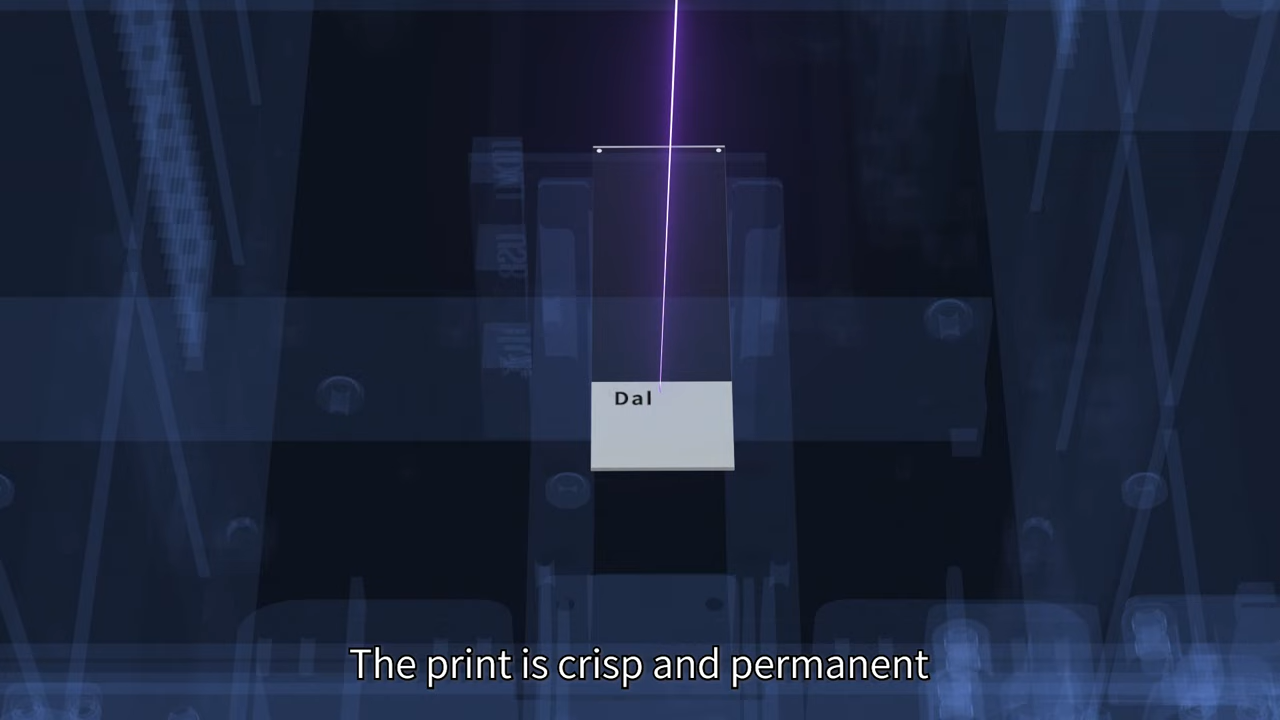 Dal
The print is crisp and permanent